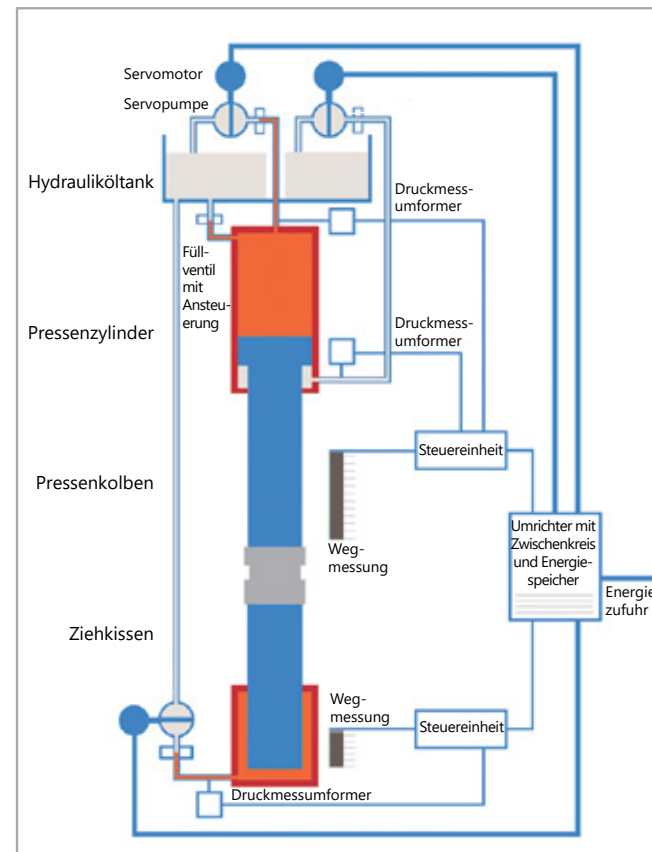 Servomotor
Servopumpe
Hydrauliköltank
Druckmess-
umformer
Füll-
ventil
mit
Ansteu-
erung
Pressenzylinder
Druckmess-
umformer
Steuereinheit
Pressenkolben
Weg-
messung
Umrichter mit
Zwischenkreis
und Energie-
speicher
Energie
zufuhr
Ziehkissen
Weg-
messung
Steuereinheit
Druckmessumformer